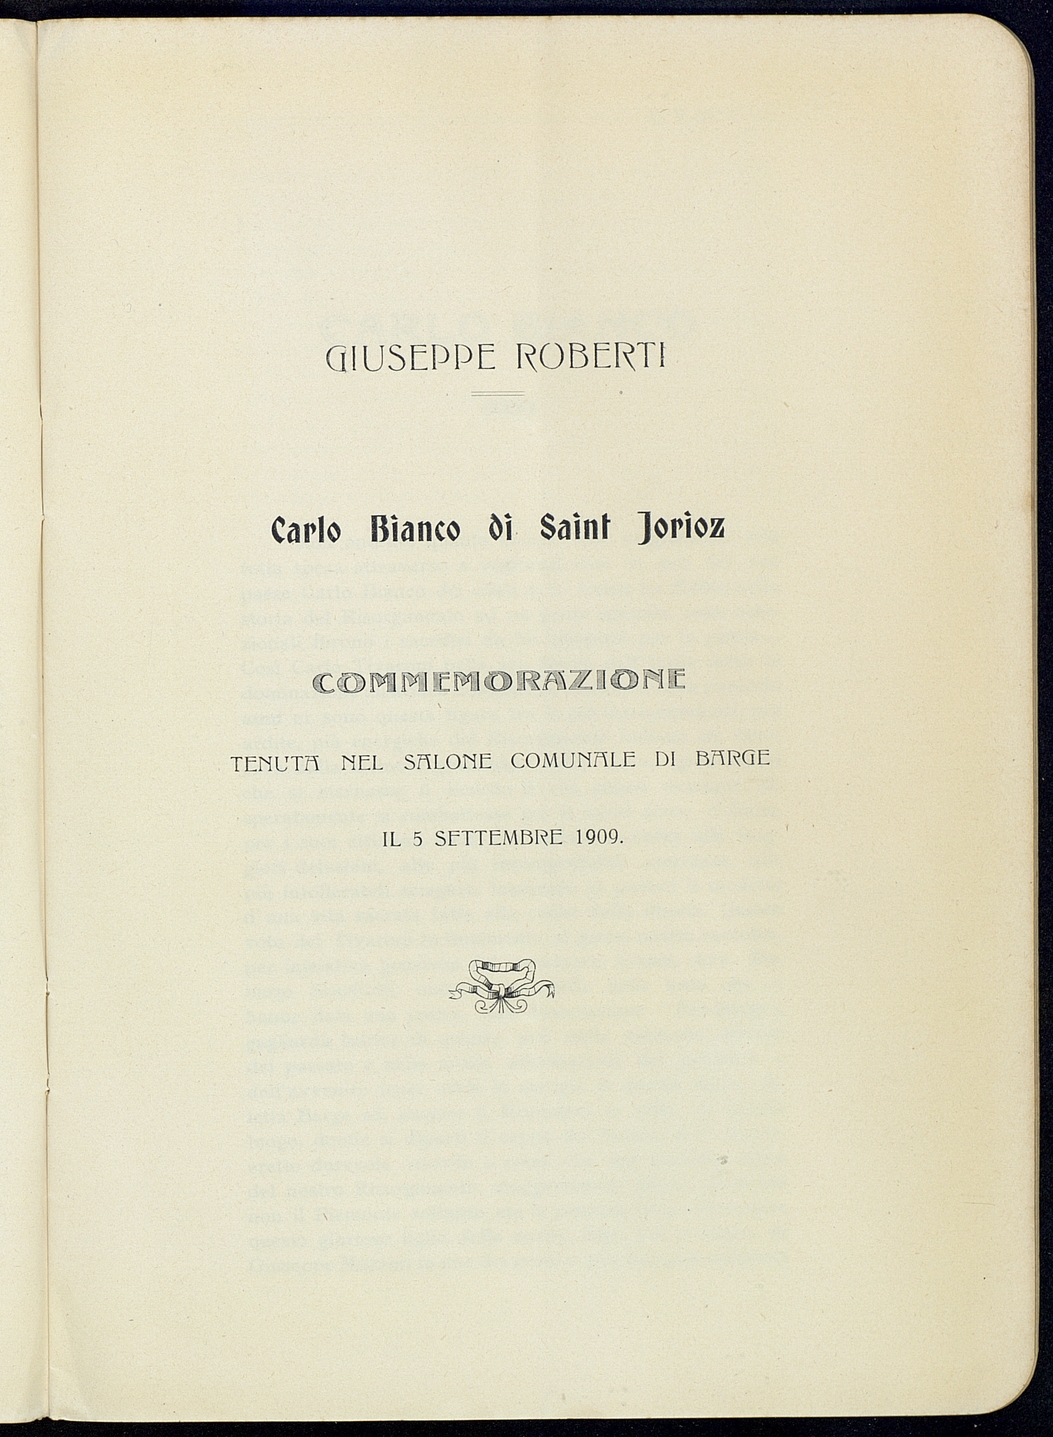 GIUSEPPE ROBERTI
Carlo Bianco di Saint Jorioz
COMMEMORAZIONE
TENUTA NEL SALONE COMUNALE DI BARGE
IL 5 SETTEMBRE 1909.